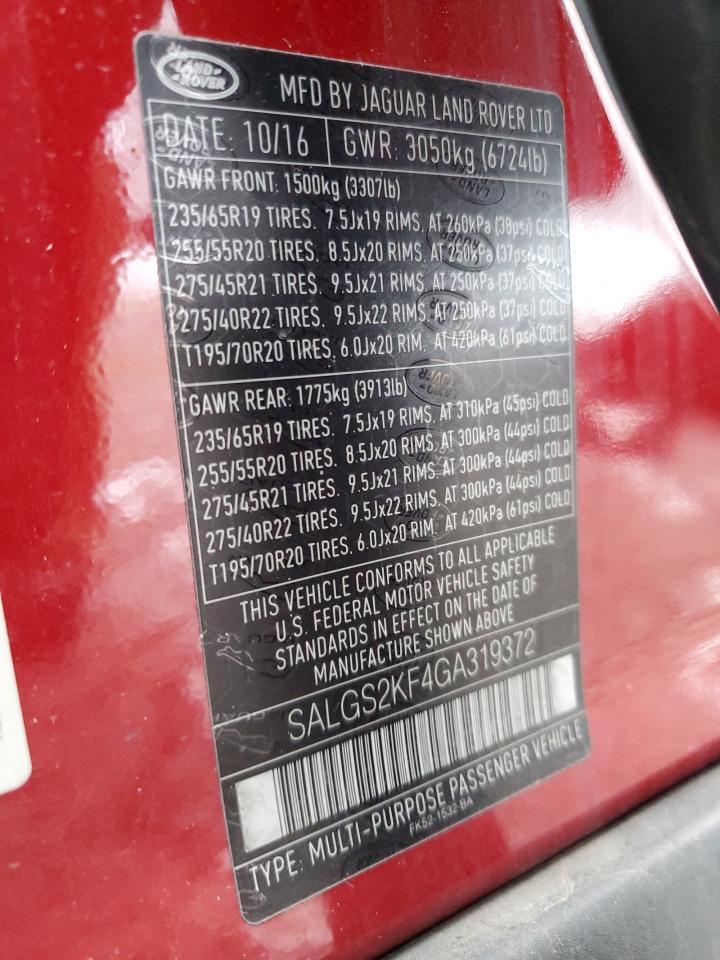 LAND ROVER
MFD BY JAGUAR LAND ROVER LTD
DATE: 10/16 GWR: 3050kg (6724lb)
GAWR FRONT: 1500kg (3307lb)
235/65R19 TIRES. 7.5Jx19 RIMS. AT 260kPa (38psi) COLD
255/55R20 TIRES. 8.5Jx20 RIMS. AT 250kPa (37psi) COLD
275/45R21 TIRES. 9.5Jx21 RIMS. AT 250kPa (37psi) COLD
275/40R22 TIRES. 9.5Jx22 RIMS. AT 250kPa (37psi) COLD
T195/70R20 TIRES. 6.0Jx20 RIM. AT 420kPa (61psi) COLD
GAWR REAR: 1775kg (3913lb)
235/65R19 TIRES. 7.5Jx19 RIMS. AT 310kPa (45psi) COLD
255/55R20 TIRES. 8.5Jx20 RIMS. AT 300kPa (44psi) COLD
275/45R21 TIRES. 9.5Jx21 RIMS. AT 300kPa (44psi) COLD
275/40R22 TIRES. 9.5Jx22 RIMS. AT 300kPa (44psi) COLD
T195/70R20 TIRES. 6.0Jx20 RIM. AT 420kPa (61psi) COLD
THIS VEHICLE CONFORMS TO ALL APPLICABLE
U.S. FEDERAL MOTOR VEHICLE SAFETY
STANDARDS IN EFFECT ON THE DATE OF
MANUFACTURE SHOWN ABOVE
SALGS2KF4GA319372
TYPE: MULTI-PURPOSE PASSENGER VEHICLE
FK52-1532-BA